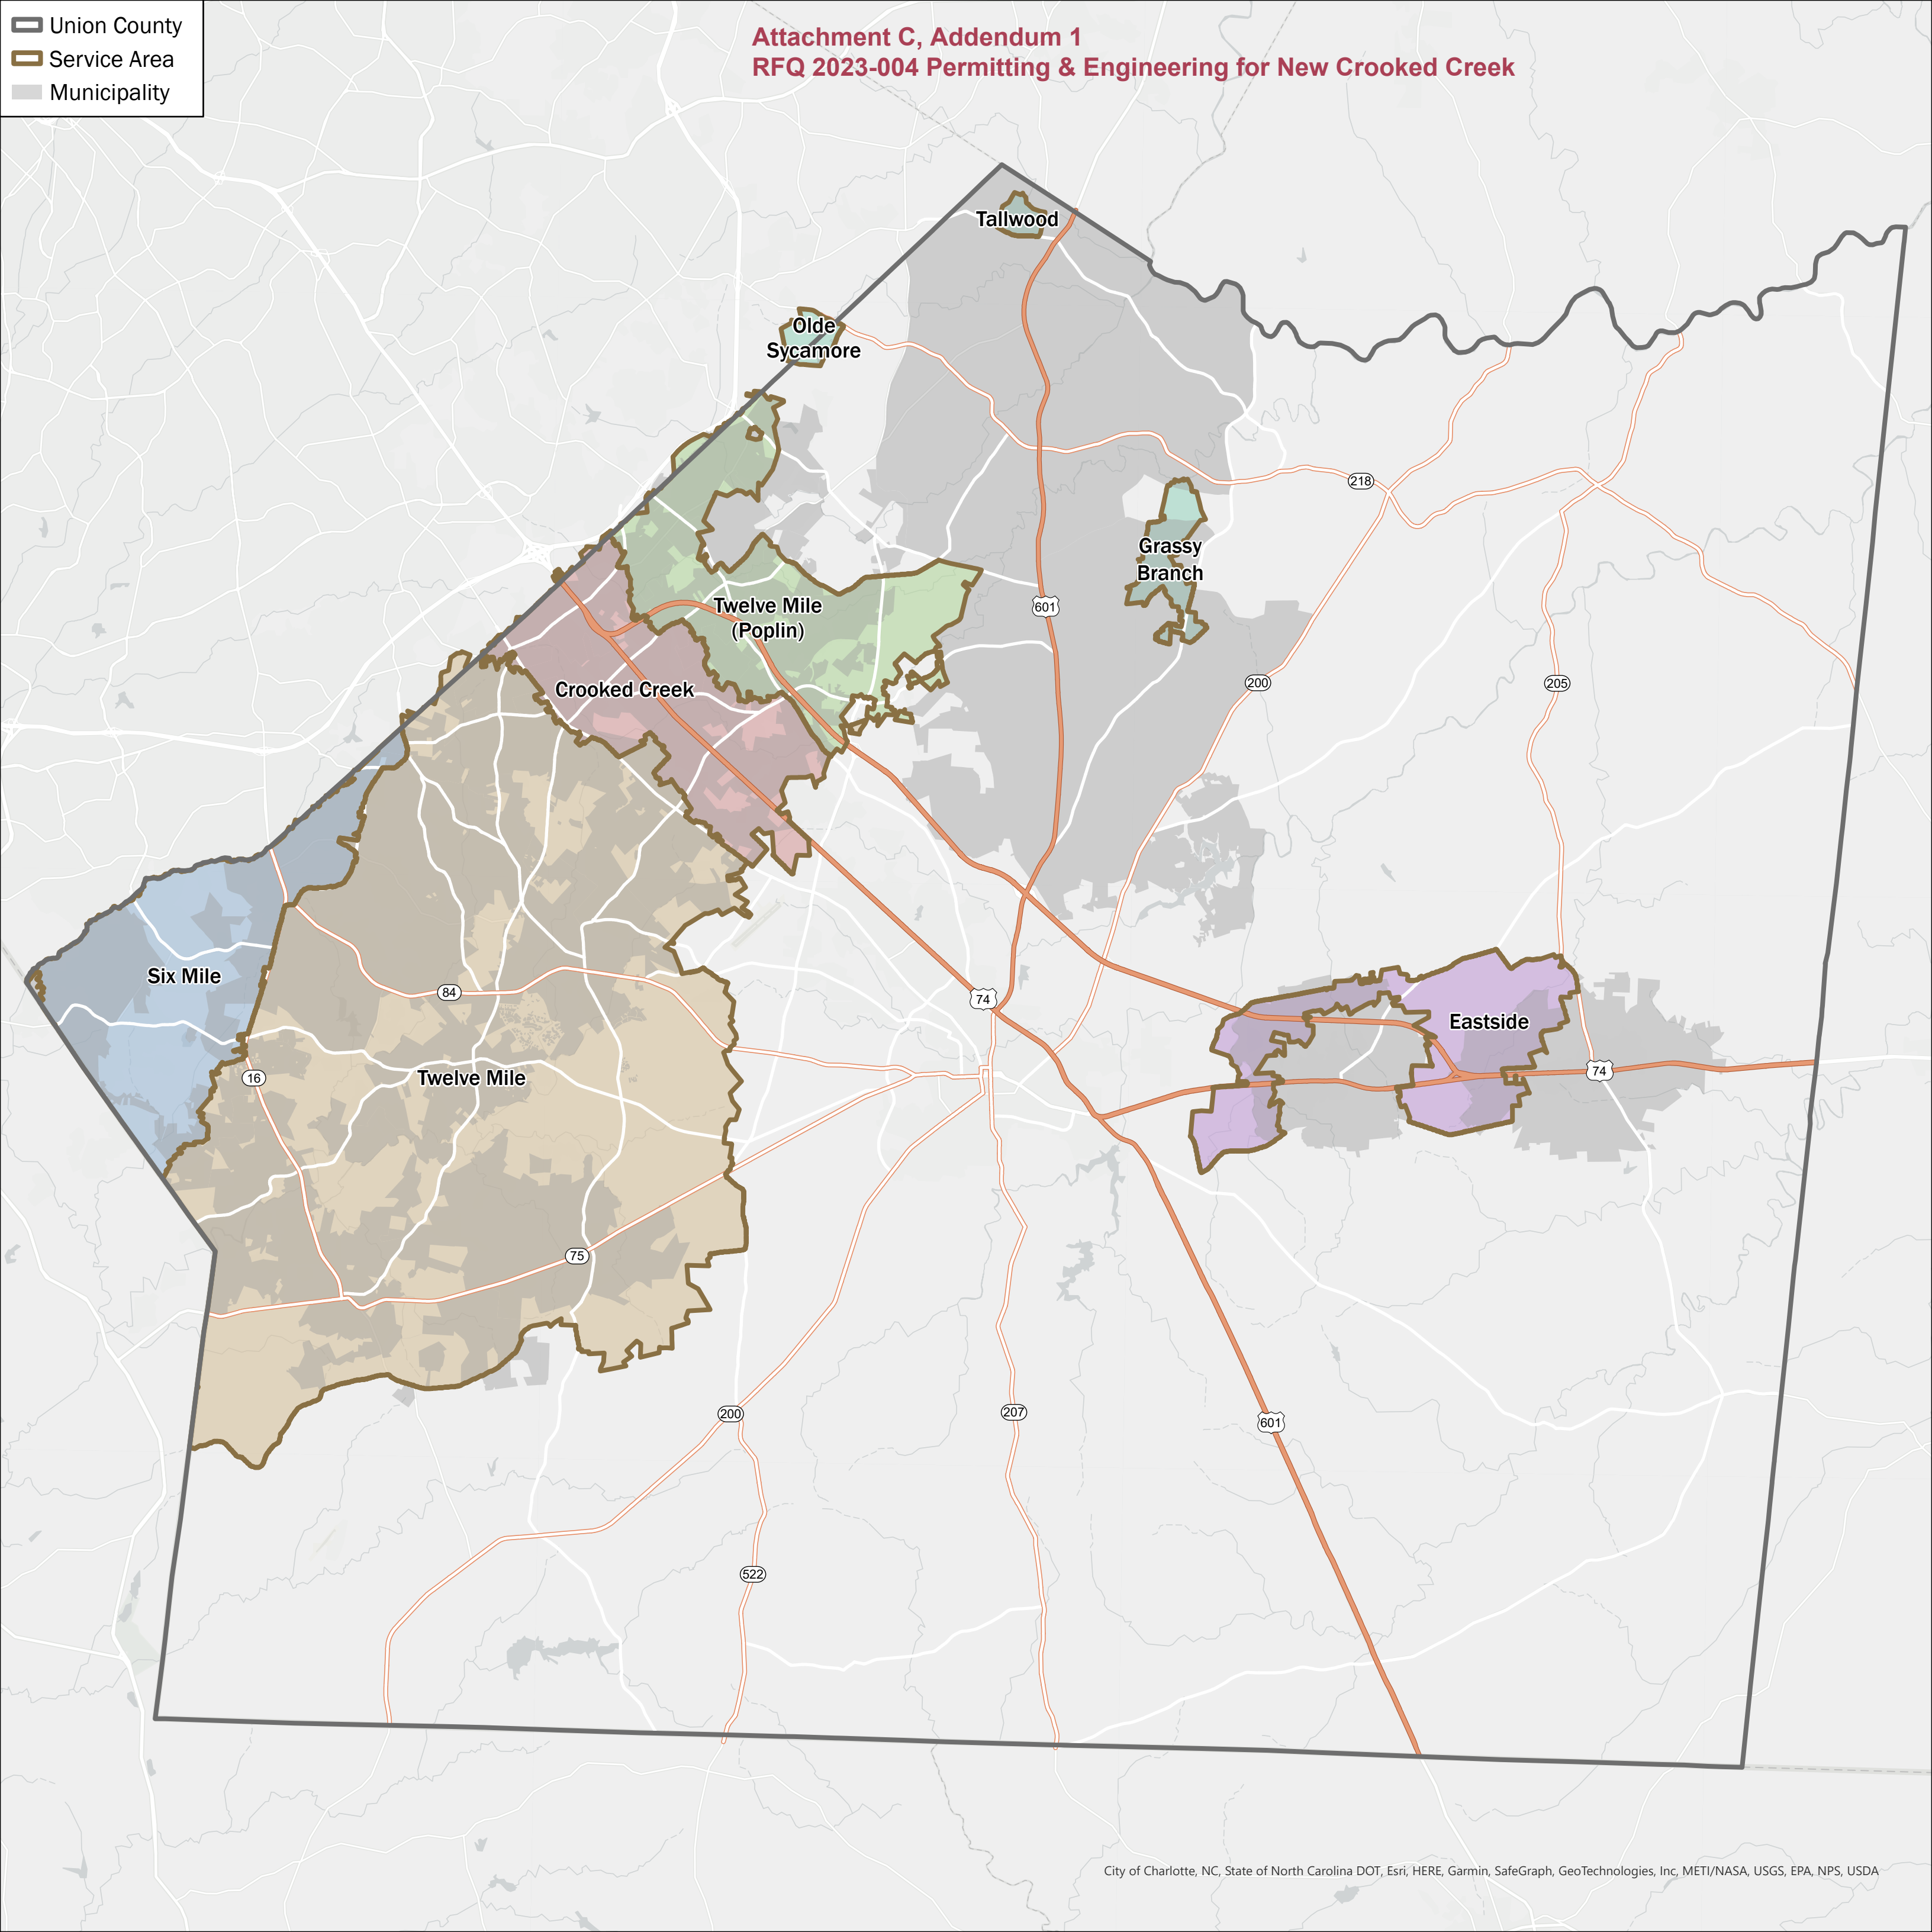 Union County
Service Area
Municipality
Attachment C, Addendum 1
RFQ 2023-004 Permitting & Engineering for New Crooked Creek
Tallwood
Olde
Sycamore
218
Grassy
Branch
Twelve Mile
(Poplin)
601
Crooked Creek
200
205
Six Mile
84
74
Eastside
16
Twelve Mile
74
75
200
207
601
522
City of Charlotte, NC, State of North Carolina DOT, Esri, HERE, Garmin, SafeGraph, GeoTechnologies, Inc, METI/NASA, USGS, EPA, NPS, USDA